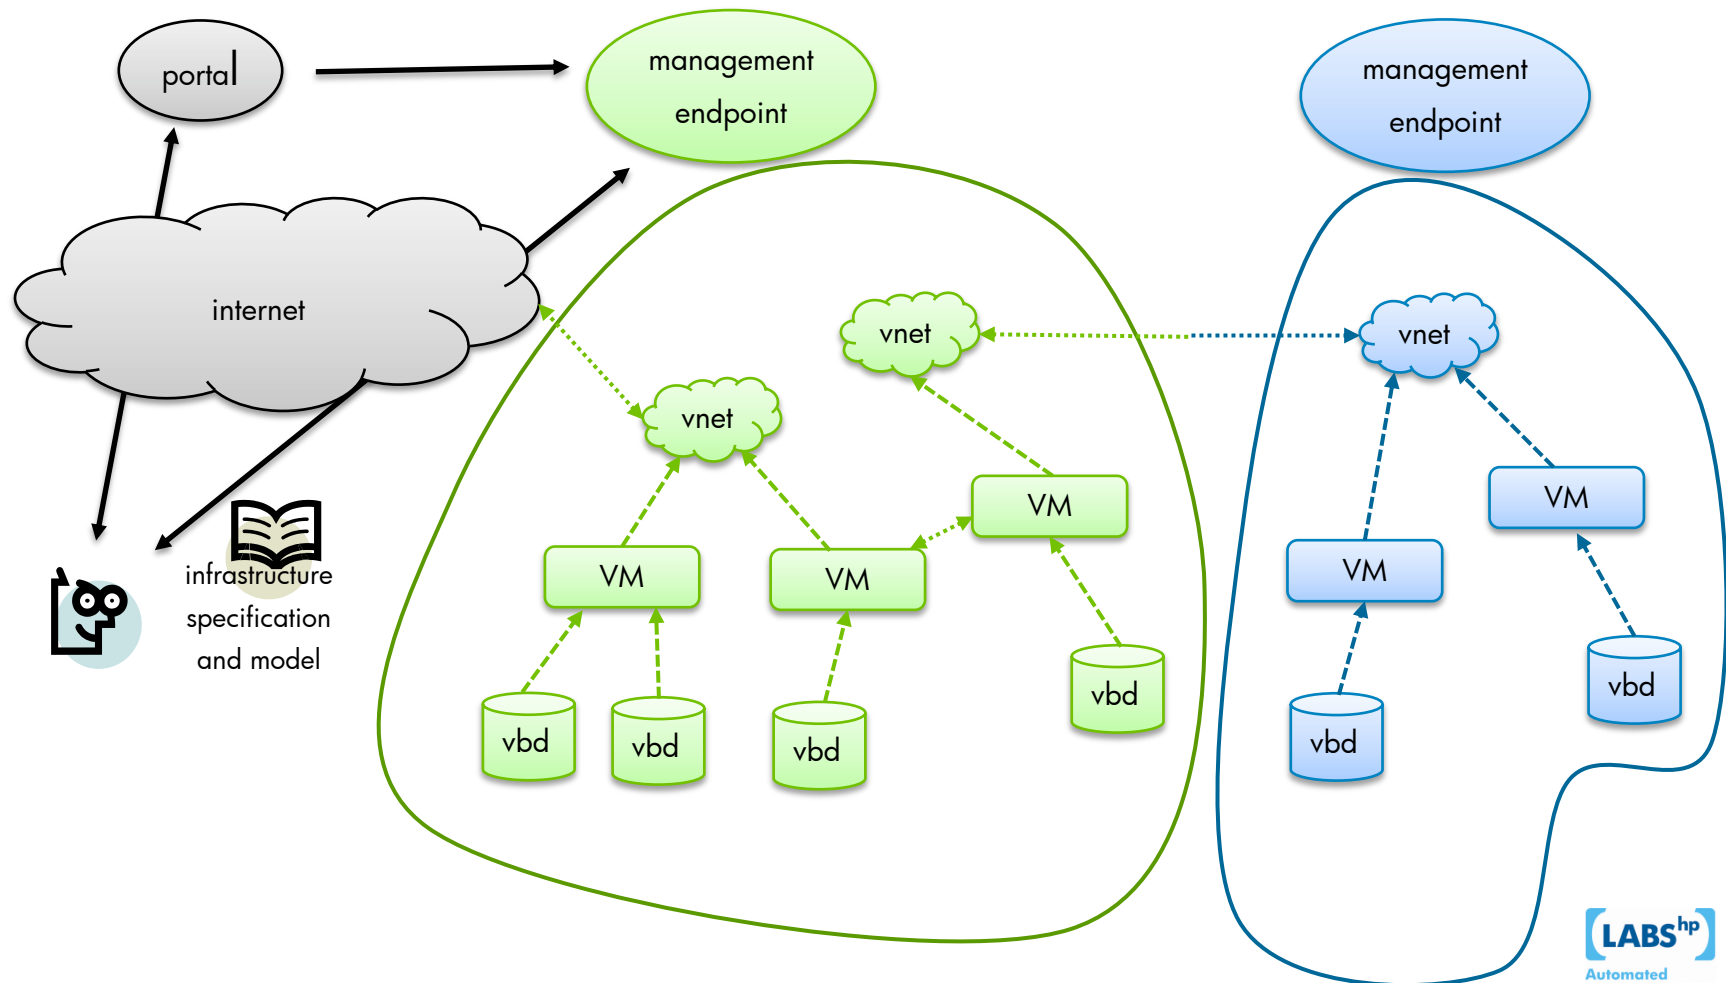 portal
management
endpoint
management
endpoint
internet
vnet
vnet
vnet
VM
VM
VM
VM
VM
infrastructure
specification
and model
vbd
vbd
vbd
vbd
vbd
vbd
LABS hp
Automated